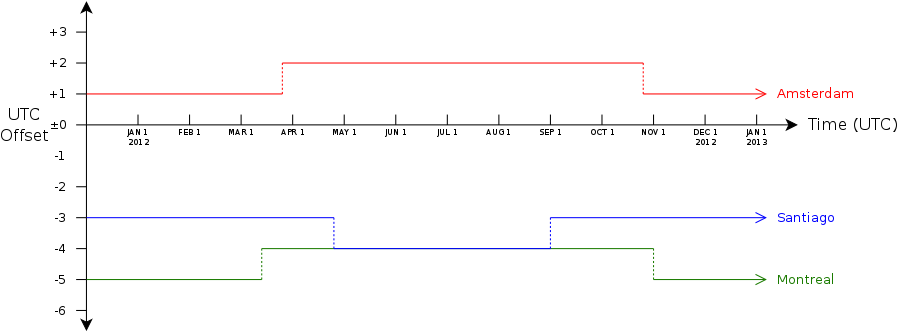 +3
+2
+1
Amsterdam
UTC
Offset
±0
Time (UTC)
JAN 1
2012
FEB 1
MAR 1
APR 1
MAY 1
JUN 1
JUL 1
AUG 1
SEP 1
OCT 1
NOV 1
DEC 1
2012
JAN 1
2013
-1
-2
-3
Santiago
-4
-5
Montreal
-6